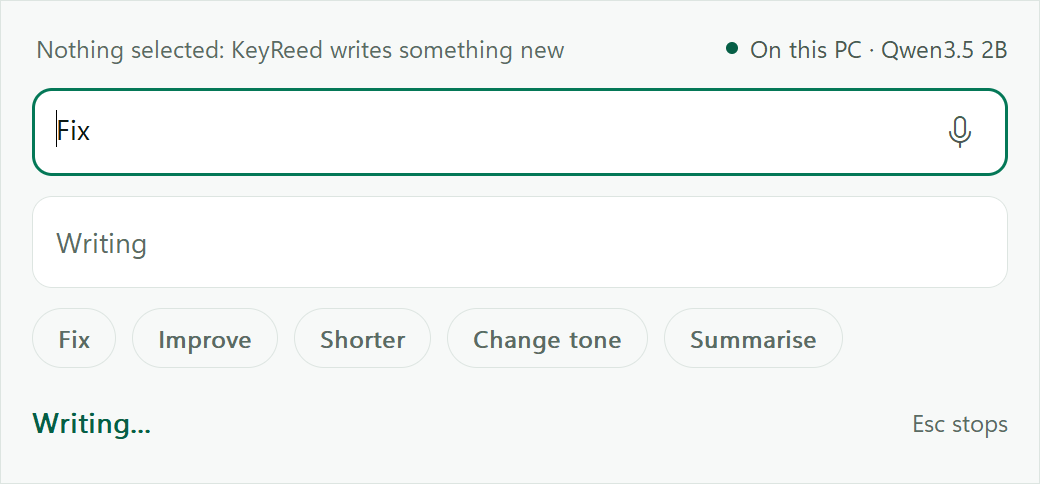 Nothing selected: KeyReed writes something new
On this PC · Qwen3.5 2B
Fix
Writing
Fix
Improve
Shorter
Change tone
Summarise
Writing...
Esc stops